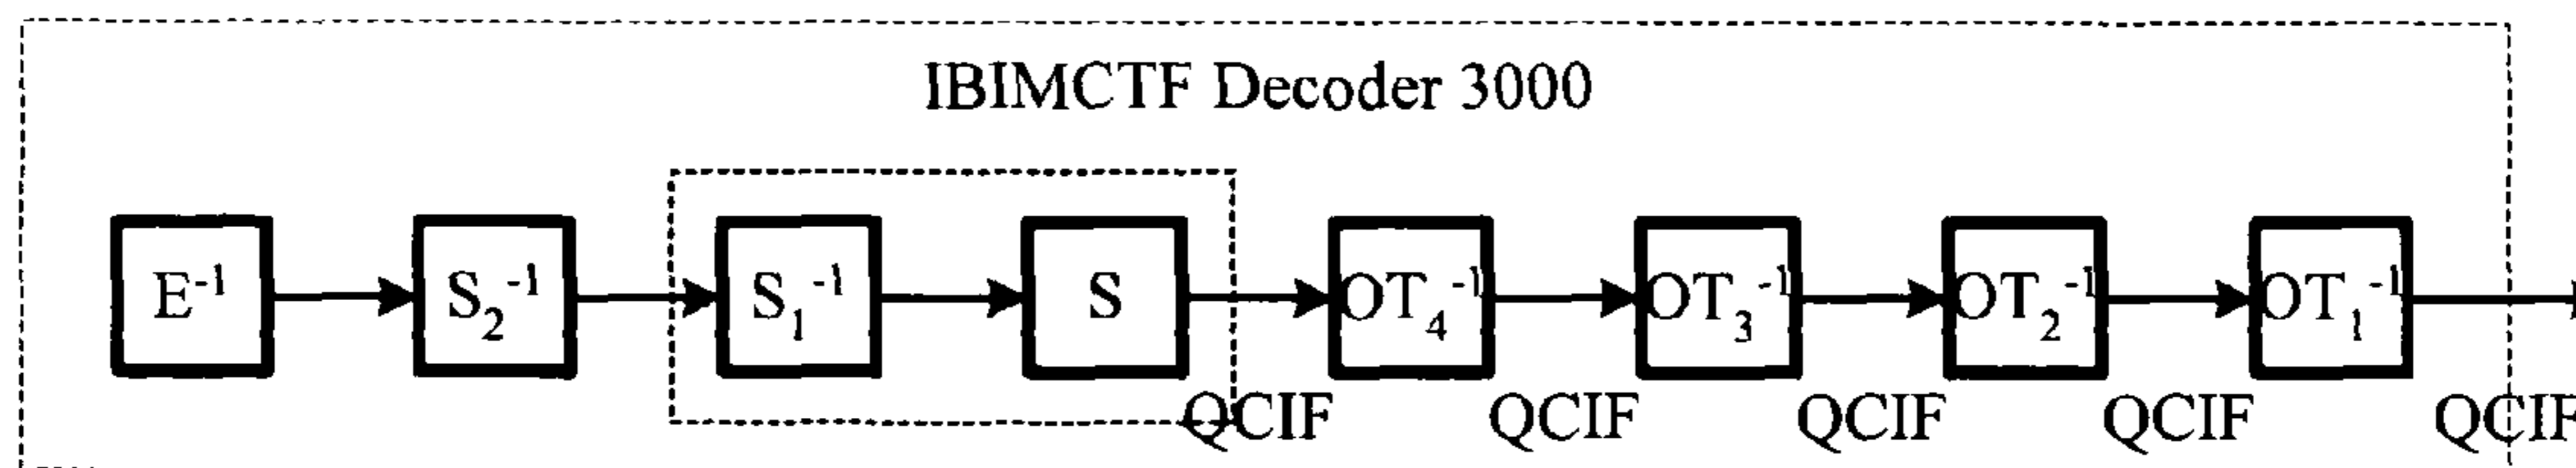 IBIMCTF Decoder 3000
E⁻¹ S₂⁻¹ S₁⁻¹ S OT₄⁻¹ OT₃⁻¹ OT₂⁻¹ OT₁⁻¹
QCIF QCIF QCIF QCIF QCIF